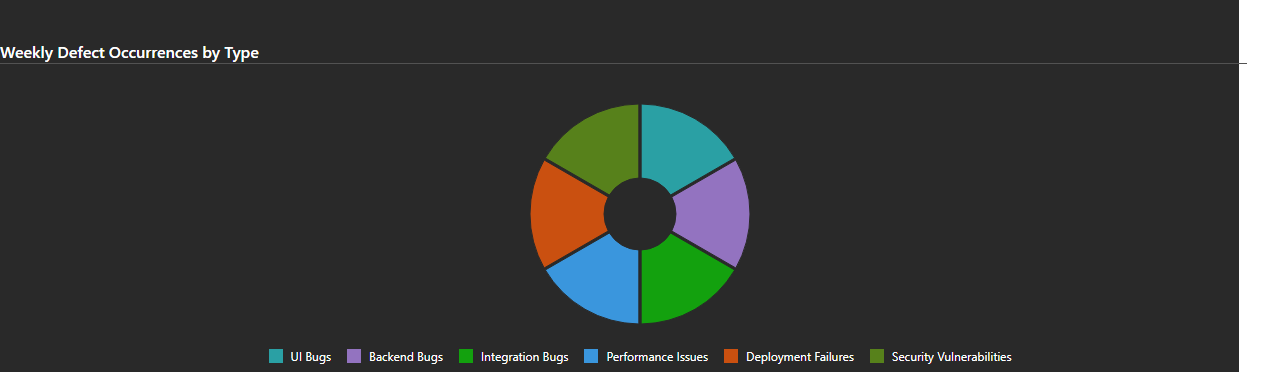 Weekly Defect Occurrences by Type
UI Bugs Backend Bugs Integration Bugs Performance Issues Deployment Failures Security Vulnerabilities